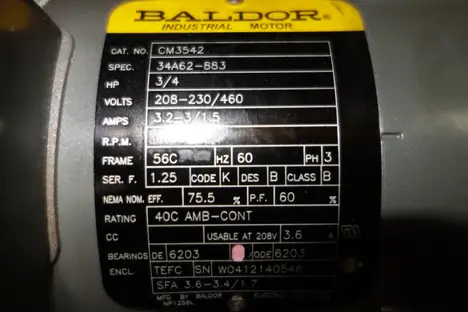 BALDOR®
INDUSTRIAL MOTOR
CAT. NO. CM3542
SPEC. 34A62-883
HP 3/4
VOLTS 208-230/460
AMPS 3.2-3/1.5
R.P.M.
FRAME 56C HZ 60 PH 3
SER. F. 1.25 CODE K DES B CLASS B
NEMA NOM. EFF. 75.5 % P.F. 60 %
RATING 40C AMB-CONT
CC USABLE AT 208V 3.6 A
BEARINGS DE 6203 /ODE 6203
ENCL. TEFC SN W0412140548
SFA 3.6-3.4/1.7
MFG. BY BALDOR ELECTRIC